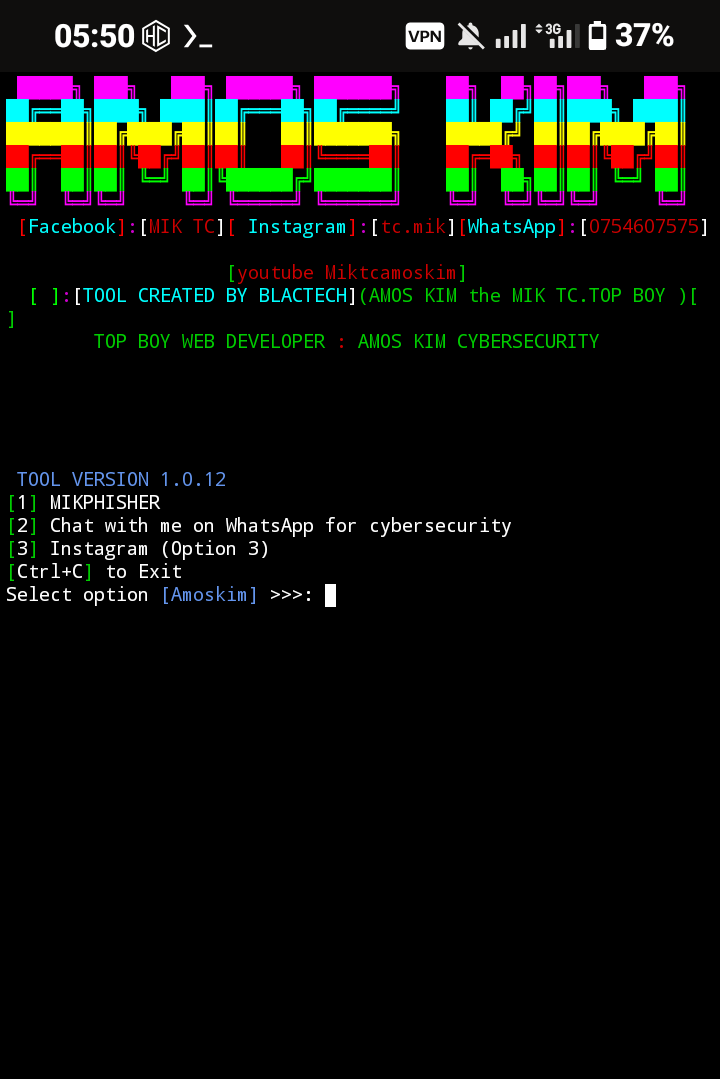 05:50 VPN 3G 37%
AMOS KIM
[Facebook]:[MIK TC][ Instagram]:[tc.mik][WhatsApp]:[0754607575]
[youtube Miktcamoskim]
[ ]:[TOOL CREATED BY BLACTECH](AMOS KIM the MIK TC.TOP BOY )[
]
TOP BOY WEB DEVELOPER : AMOS KIM CYBERSECURITY
TOOL VERSION 1.0.12
[1] MIKPHISHER
[2] Chat with me on WhatsApp for cybersecurity
[3] Instagram (Option 3)
[Ctrl+C] to Exit
Select option [Amoskim] >>>: